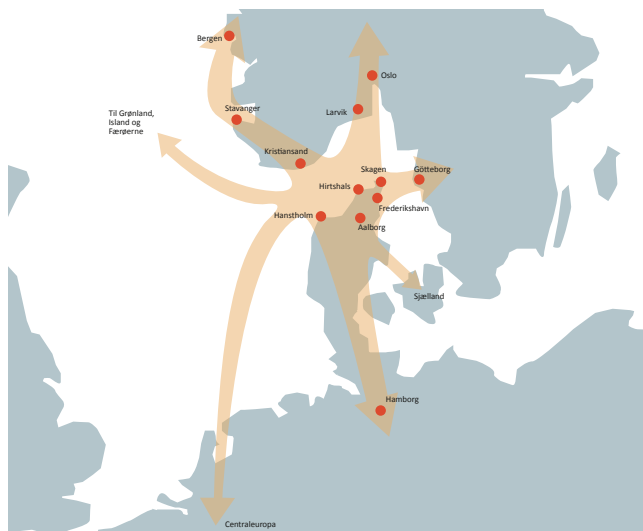 Bergen
Oslo
Stavanger
Larvik
Til Grønland,
Island og
Færøerne
Kristiansand
Skagen
Götteborg
Hirtshals
Frederikshavn
Hanstholm
Aalborg
Sjælland
Hamborg
Centraleuropa